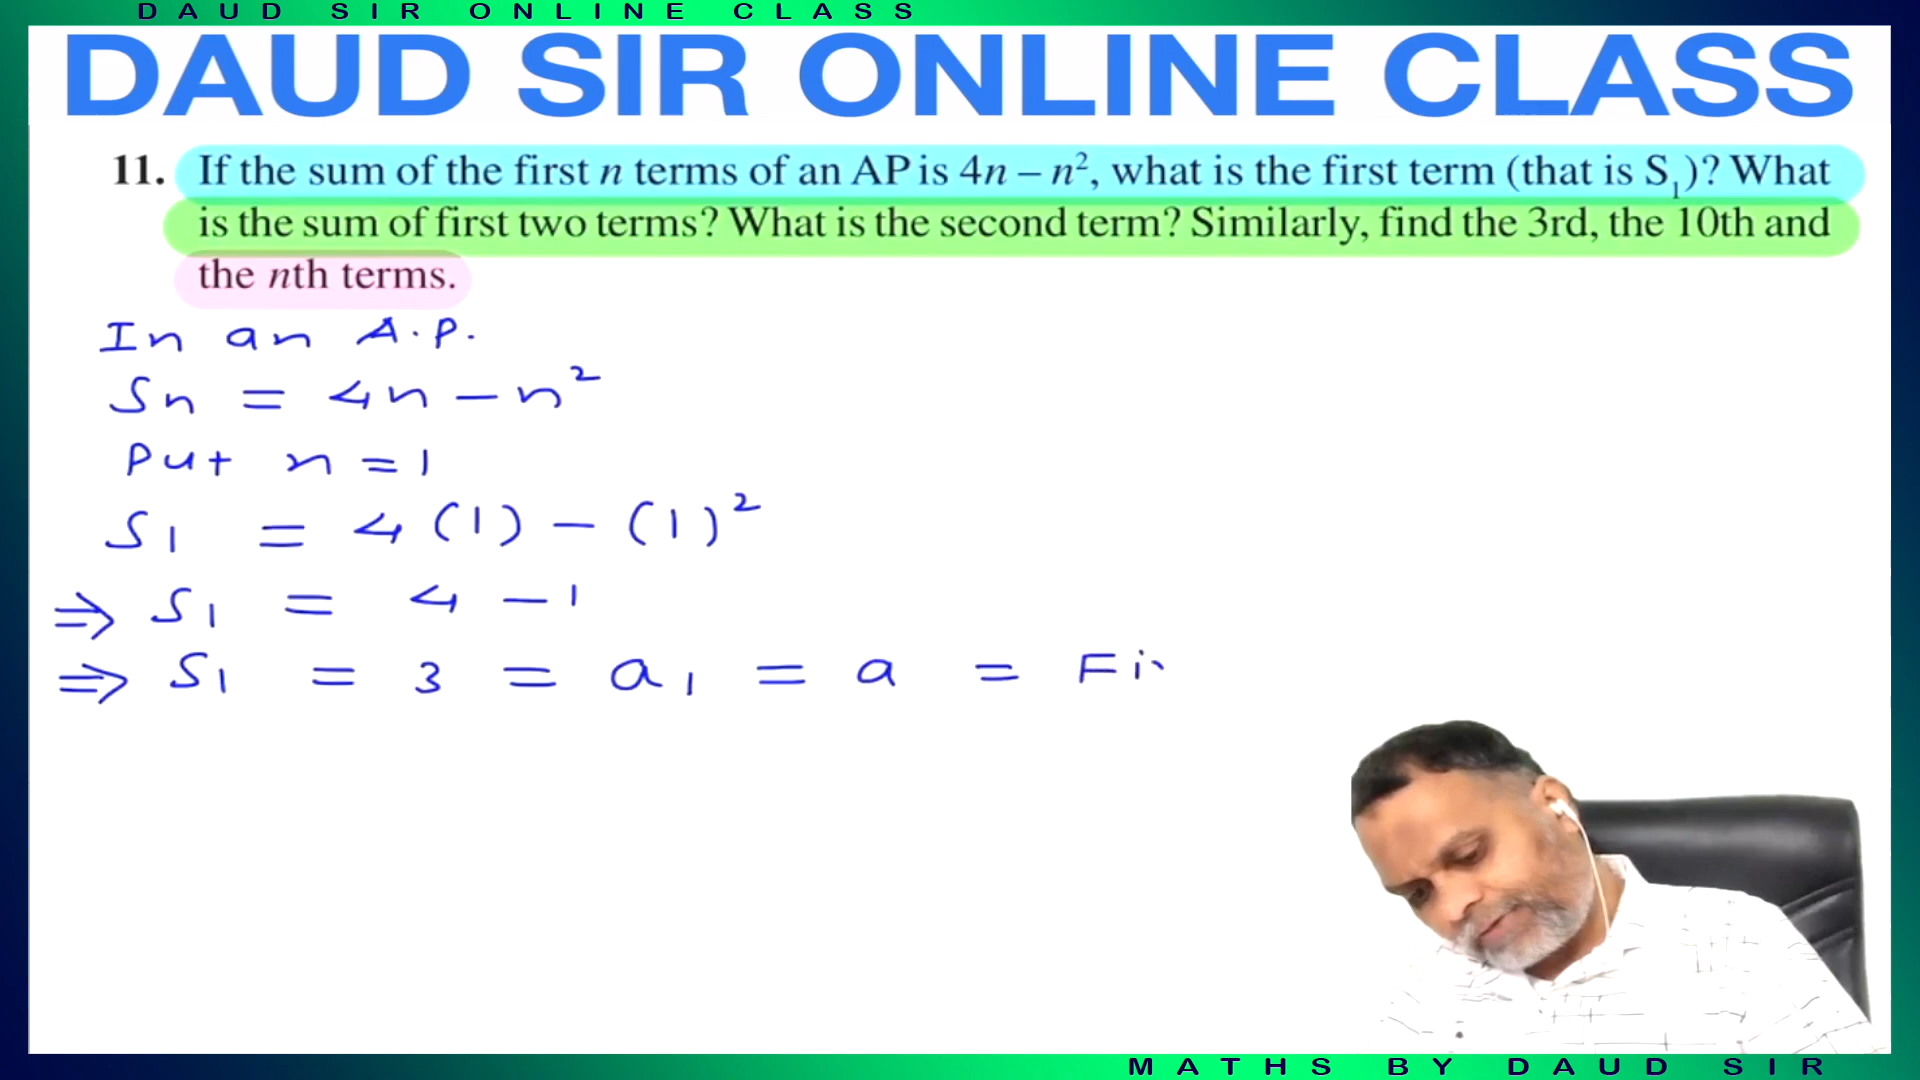 DAUD SIR ONLINE CLASS
DAUD SIR ONLINE CLASS
11. If the sum of the first n terms of an AP is 4n – n², what is the first term (that is S₁)? What
is the sum of first two terms? What is the second term? Similarly, find the 3rd, the 10th and
the nth terms.
In an A.P.
Sn = 4n – n²
Put n = 1
S1 = 4(1) – (1)²
⇒ S1 = 4 – 1
⇒ S1 = 3 = a1 = a = Fi
MATHS BY DAUD SIR